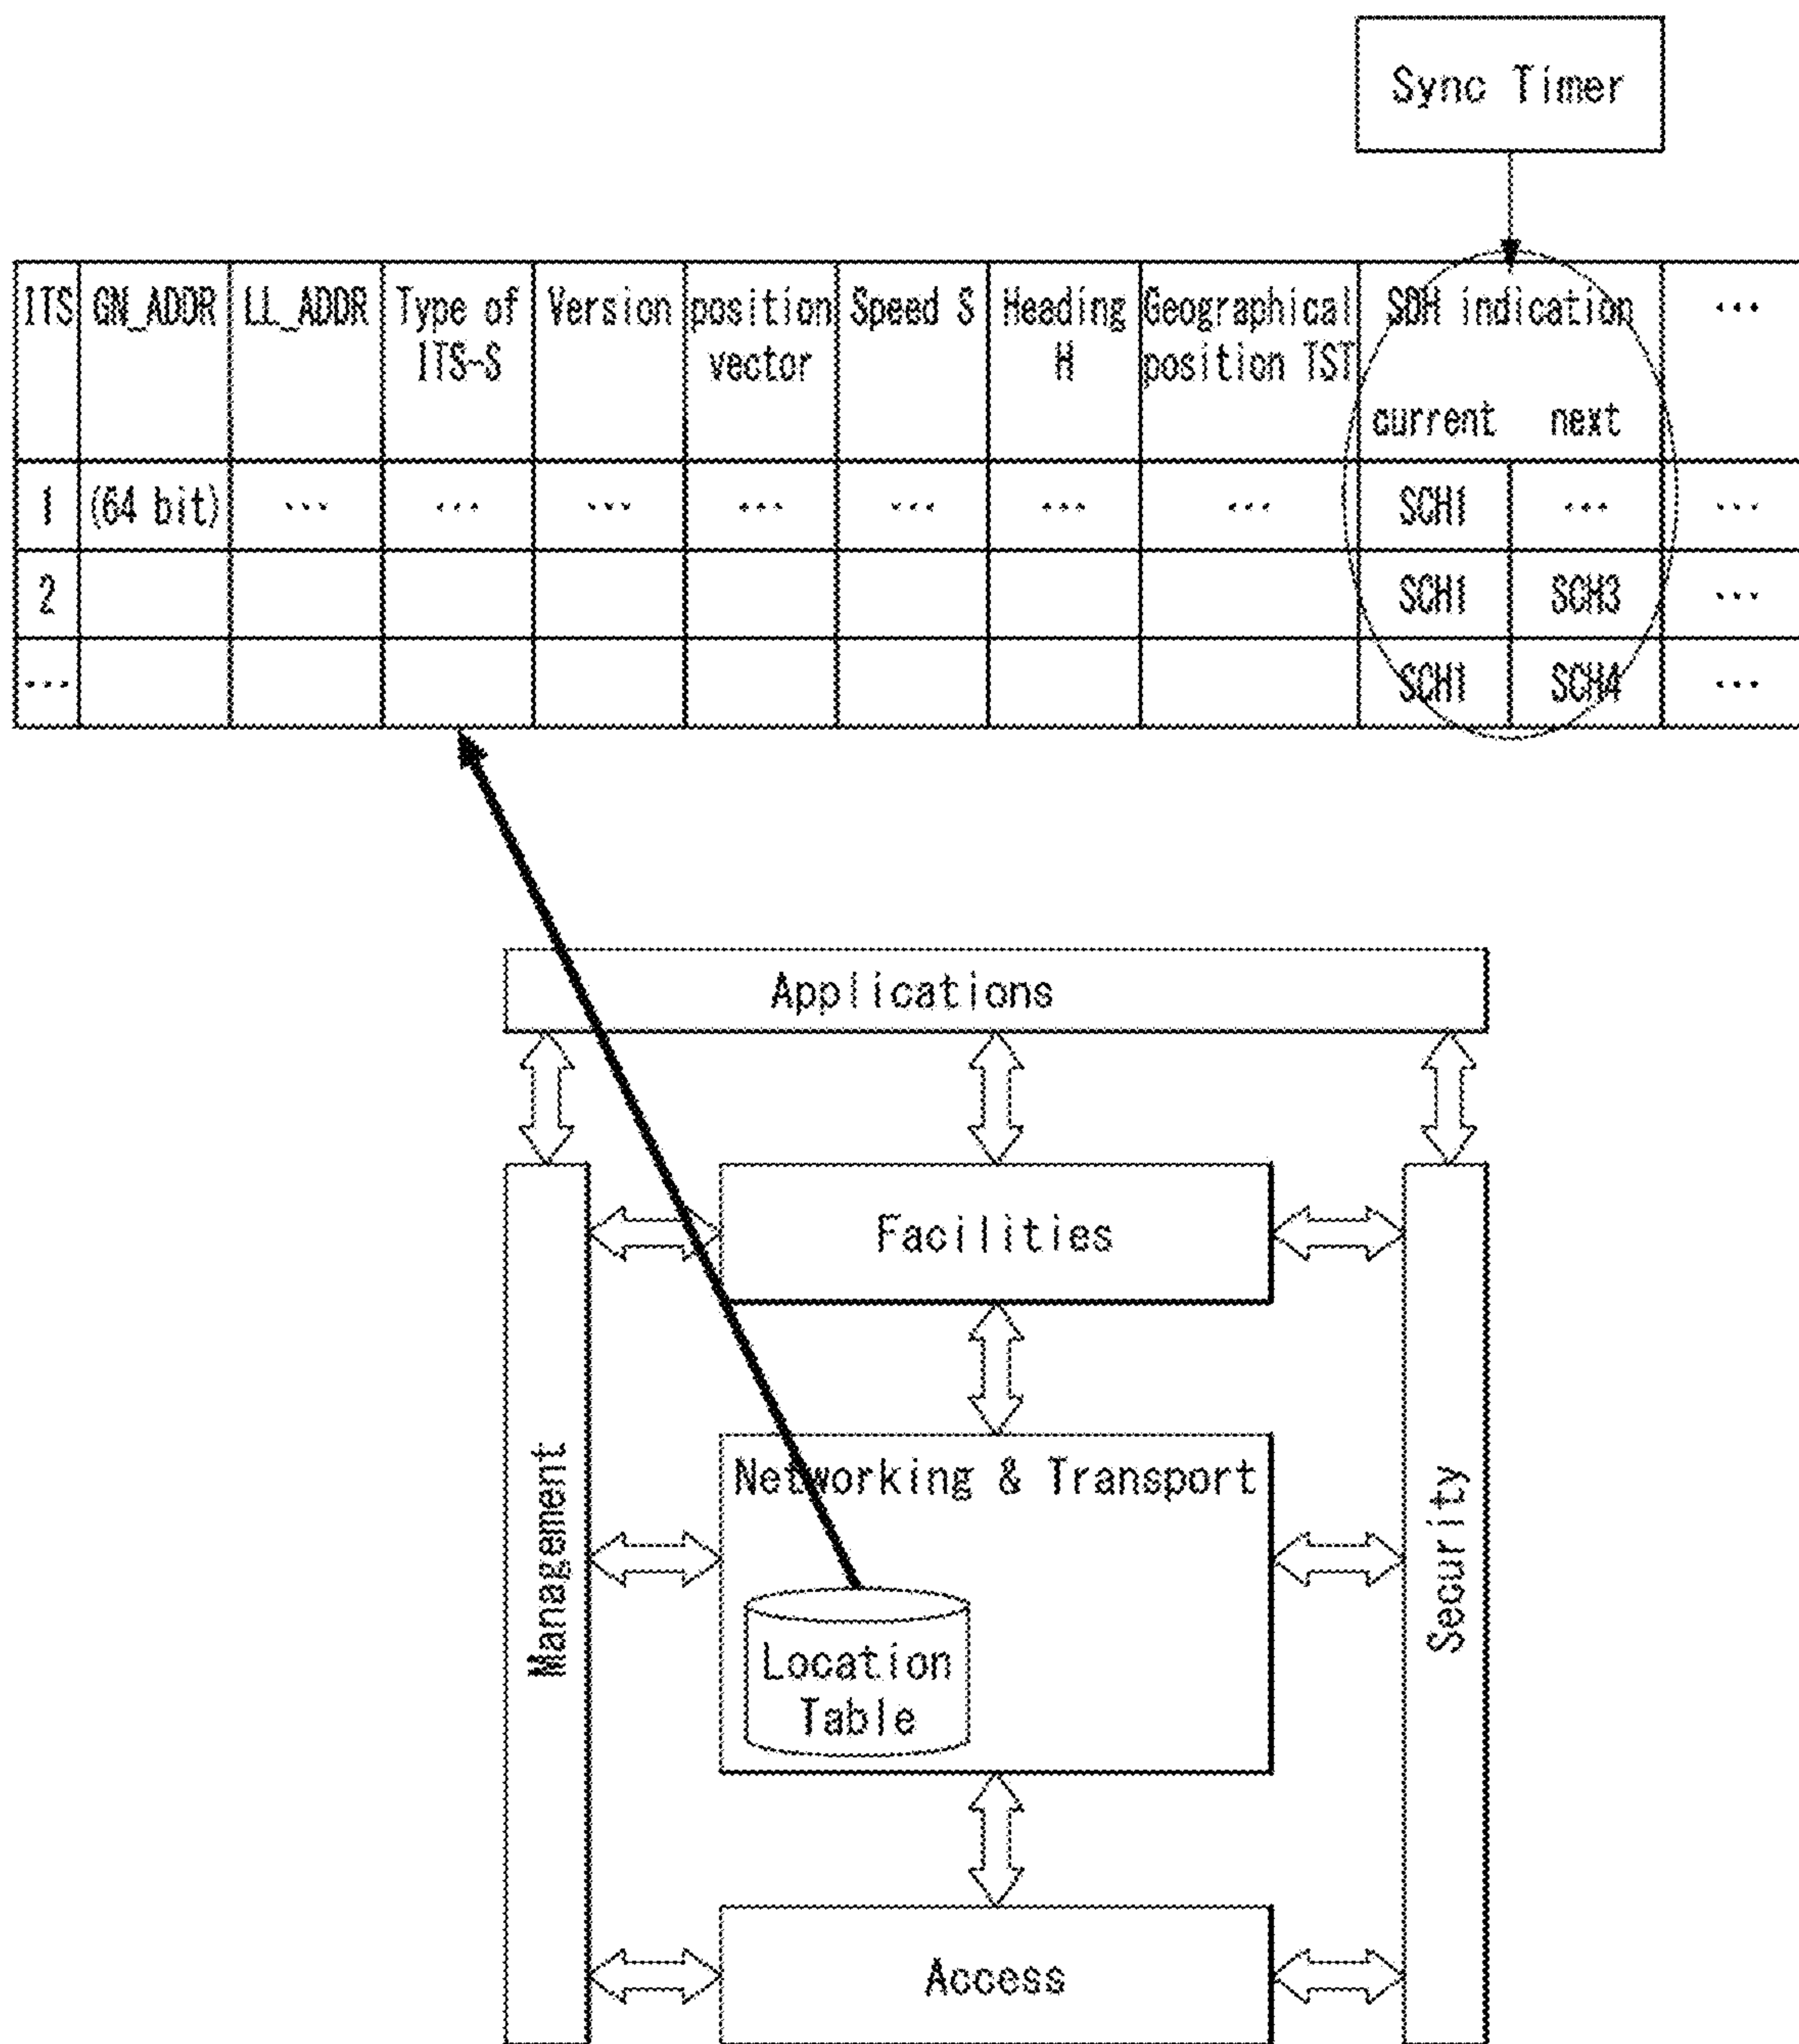 Sync Timer
ITS GN_ADDR LL_ADDR Type of ITS-S Version position vector Speed S Heading H Geographical position TST SDH indication current next ...
1 (64 bit) ... ... ... ... ... ... ... SCH1 ... ...
2 SCH1 SCH3 ...
... SCH1 SCH4 ...
Applications
Facilities
Networking & Transport
Management
Security
Location
Table
Access